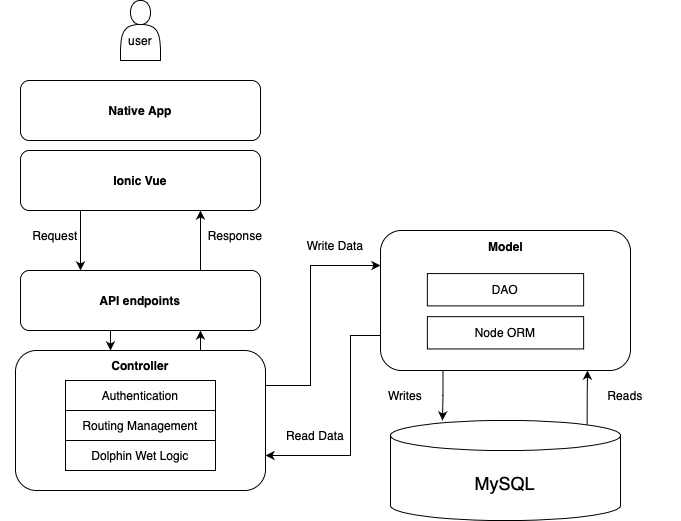 user
Native App
Ionic Vue
Request
Response
API endpoints
Controller
Authentication
Routing Management
Dolphin Wet Logic
Write Data
Read Data
Model
DAO
Node ORM
Writes
Reads
MySQL